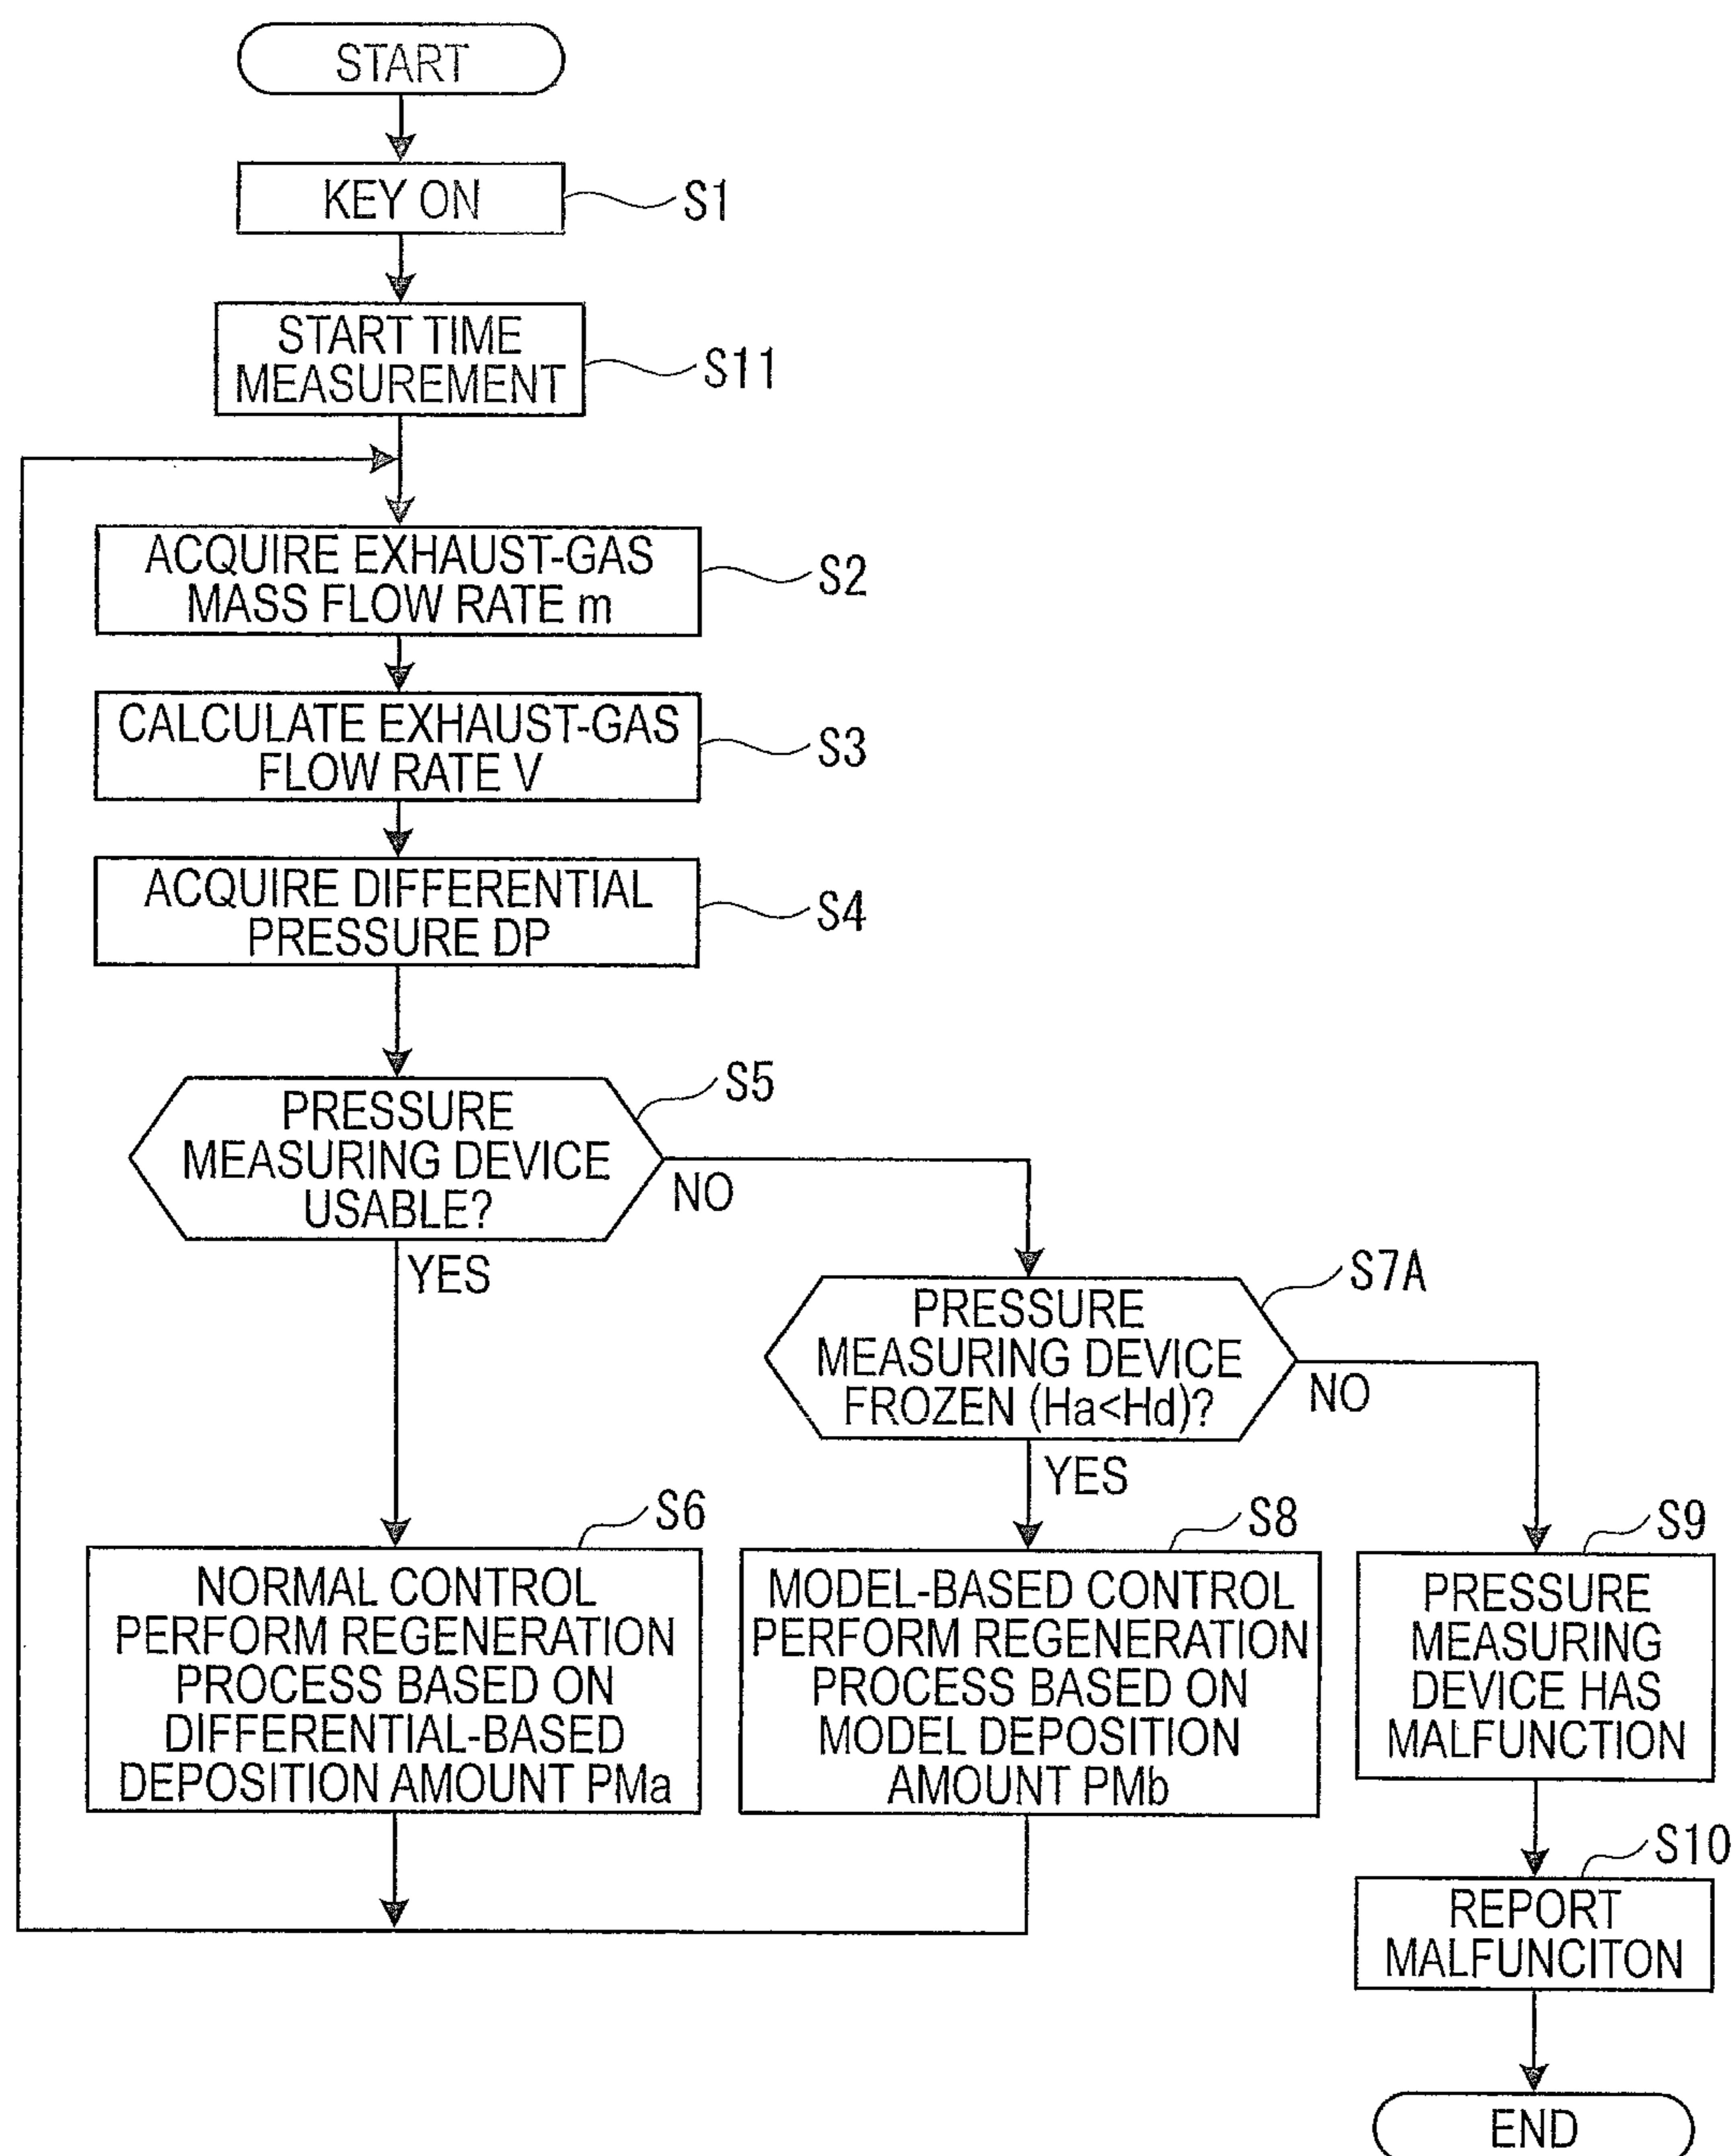 START
KEY ON
S1
START TIME
MEASUREMENT
S11
ACQUIRE EXHAUST-GAS
MASS FLOW RATE m
S2
CALCULATE EXHAUST-GAS
FLOW RATE V
S3
ACQUIRE DIFFERENTIAL
PRESSURE DP
S4
PRESSURE
MEASURING DEVICE
USABLE?
S5
NO
YES
PRESSURE
MEASURING DEVICE
FROZEN (Ha<Hd)?
S7A
NO
YES
S6
NORMAL CONTROL
PERFORM REGENERATION
PROCESS BASED ON
DIFFERENTIAL-BASED
DEPOSITION AMOUNT PMa
S8
MODEL-BASED CONTROL
PERFORM REGENERATION
PROCESS BASED ON
MODEL DEPOSITION
AMOUNT PMb
S9
PRESSURE
MEASURING
DEVICE HAS
MALFUNCTION
S10
REPORT
MALFUNCITON
END